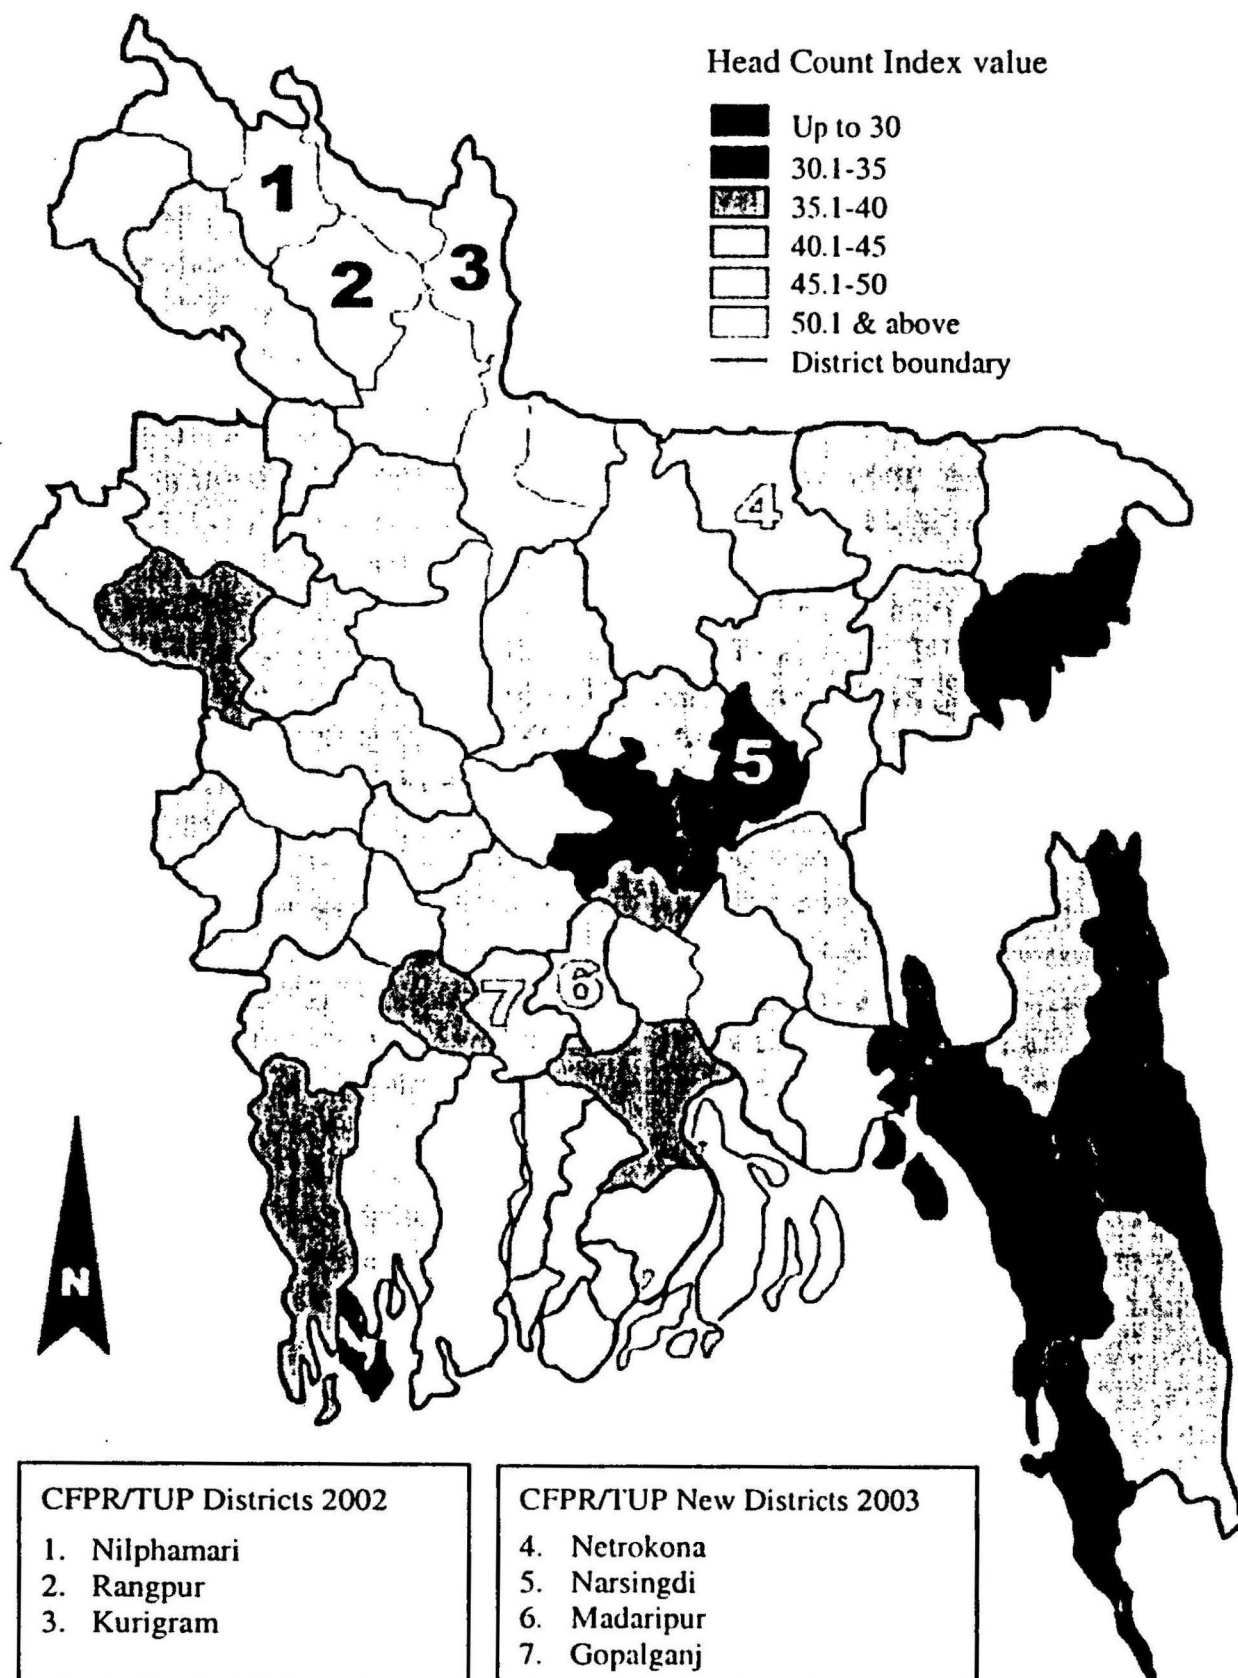 Head Count Index value
Up to 30
30.1-35
35.1-40
40.1-45
45.1-50
50.1 & above
District boundary
1
2
3
4
5
6
7
N
CFPR/TUP Districts 2002
1. Nilphamari
2. Rangpur
3. Kurigram
CFPR/TUP New Districts 2003
4. Netrokona
5. Narsingdi
6. Madaripur
7. Gopalganj